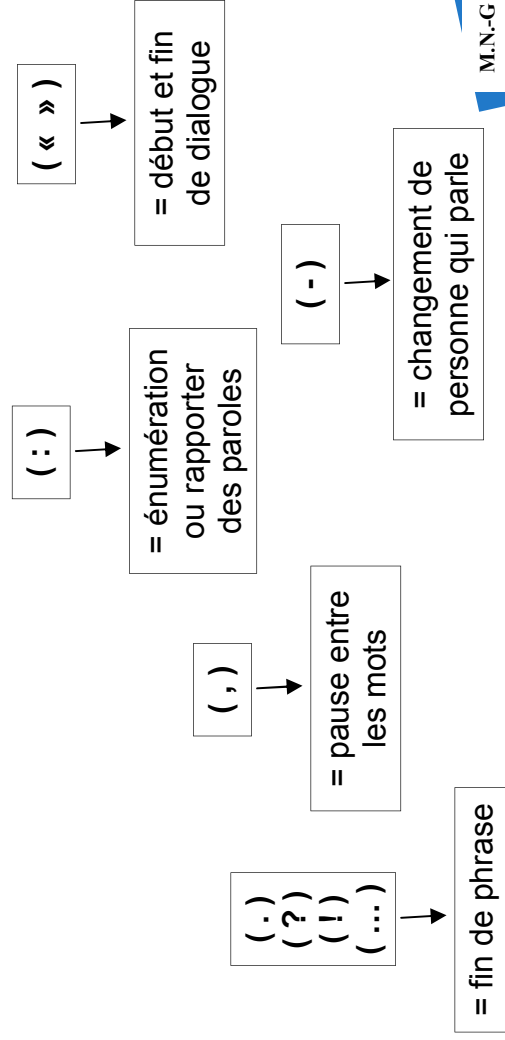 ( . )
( ? )
( ! )
( … )
= fin de phrase
( , )
= pause entre
les mots
( : )
= énumération
ou rapporter
des paroles
( - )
= changement de
personne qui parle
( « » )
= début et fin
de dialogue
M.N.-G